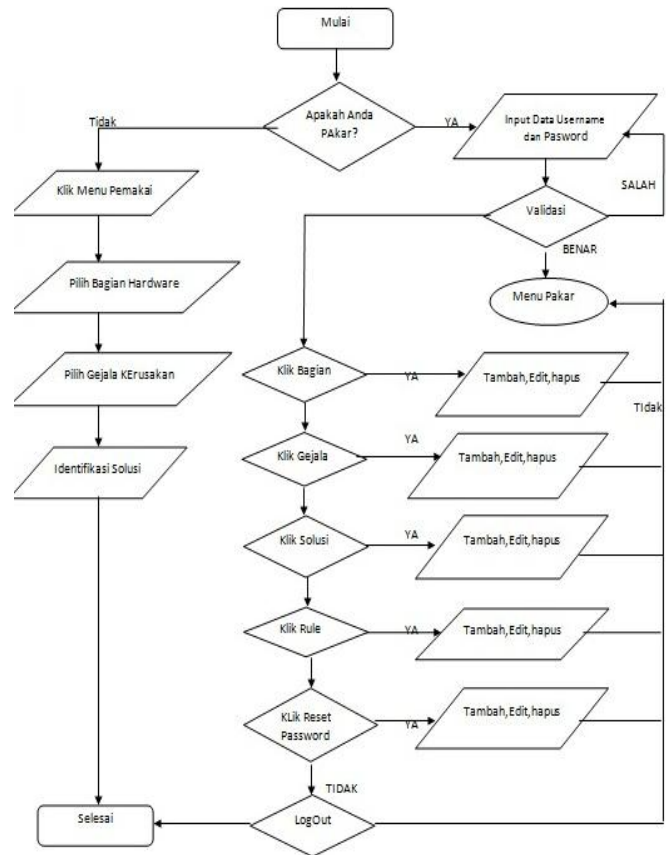 Mulai
Apakah Anda
PAkar?
Tidak
YA
Input Data Username
dan Pasword
Klik Menu Pemakai
SALAH
Validasi
BENAR
Pilih Bagian Hardware
Menu Pakar
Pilih Gejala KErusakan
Klik Bagian
YA
Tambah,Edit,hapus
TIdak
Identifikasi Solusi
Klik Gejala
YA
Tambah,Edit,hapus
Klik Solusi
YA
Tambah,Edit,hapus
Klik Rule
YA
Tambah,Edit,hapus
KLik Reset
Password
YA
Tambah,Edit,hapus
TIDAK
Selesai
LogOut